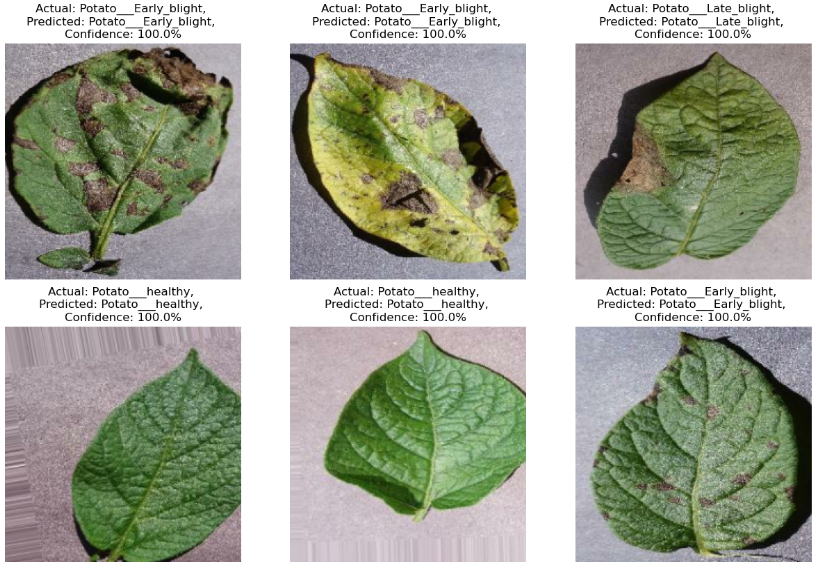 Actual: Potato___Early_blight,
Predicted: Potato___Early_blight,
Confidence: 100.0%
Actual: Potato___Early_blight,
Predicted: Potato___Early_blight,
Confidence: 100.0%
Actual: Potato___Late_blight,
Predicted: Potato___Late_blight,
Confidence: 100.0%
Actual: Potato___healthy,
Predicted: Potato___healthy,
Confidence: 100.0%
Actual: Potato___healthy,
Predicted: Potato___healthy,
Confidence: 100.0%
Actual: Potato___Early_blight,
Predicted: Potato___Early_blight,
Confidence: 100.0%